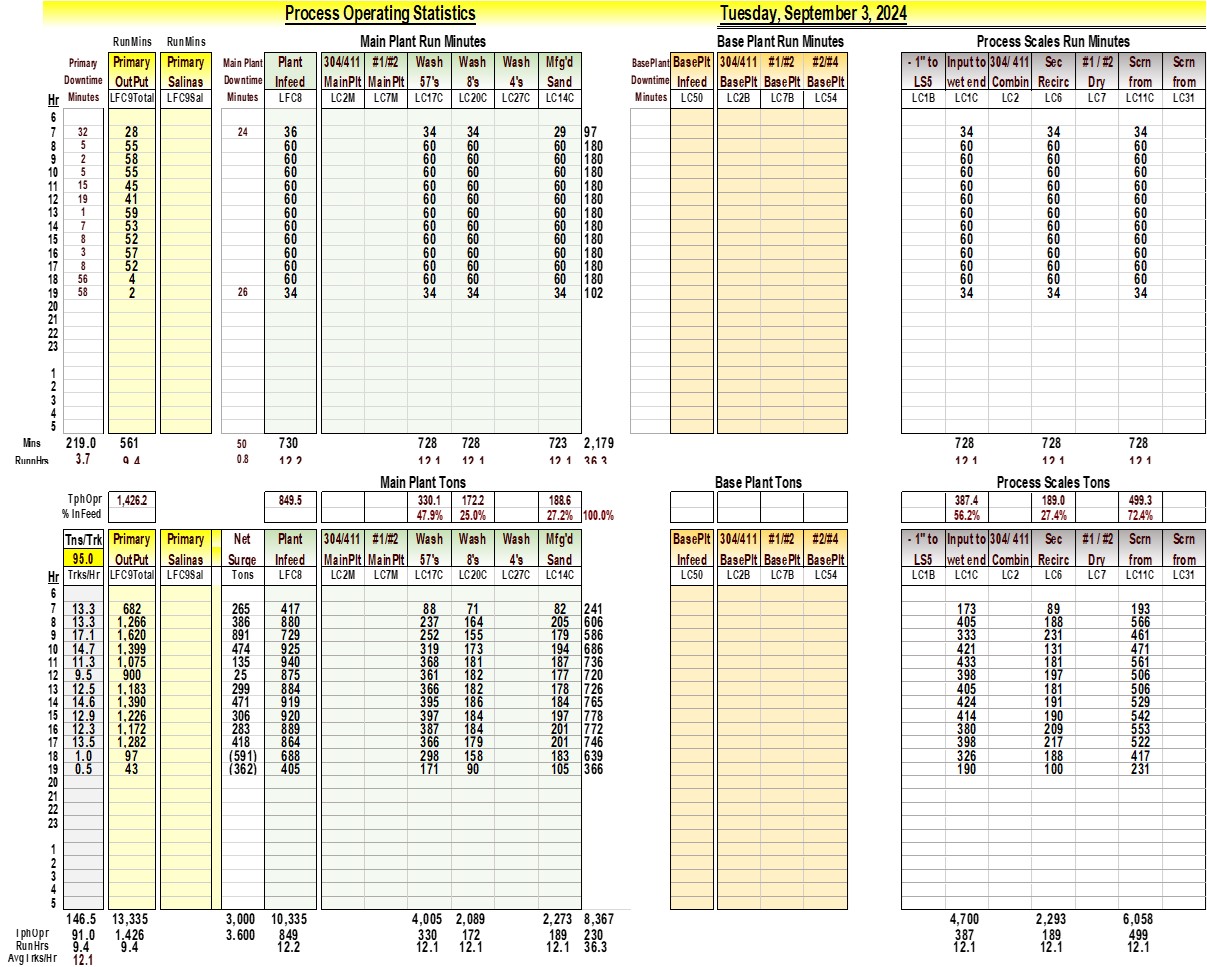 Process Operating Statistics Tuesday, September 3, 2024
RunMins RunMins Main Plant Run Minutes Base Plant Run Minutes Process Scales Run Minutes
Primary Primary Primary Main Plant Plant 304/411 #1/#2 Wash Wash Wash Mfg'd BasePlant BasePlt 304/411 #1/#2 #2/#4 - 1" to Input to 304/ 411 Sec #1 / #2 Scrn Scrn
Downtime OutPut Salinas Downtime Infeed MainPlt MainPlt 57's 8's 4's Sand Downtime Infeed BasePlt BasePlt BasePlt LS5 wet end Combin Recirc Dry from from
Hr Minutes LFC9Total LFC9Sal Minutes LFC8 LC2M LC7M LC17C LC20C LC27C LC14C Minutes LC50 LC2B LC7B LC54 LC1B LC1C LC2 LC6 LC7 LC11C LC31
6
7 32 28 24 36 34 34 29 97 34 34 34
8 5 55 60 60 60 60 180 60 60 60
9 2 58 60 60 60 60 180 60 60 60
10 5 55 60 60 60 60 180 60 60 60
11 15 45 60 60 60 60 180 60 60 60
12 19 41 60 60 60 60 180 60 60 60
13 1 59 60 60 60 60 180 60 60 60
14 7 53 60 60 60 60 180 60 60 60
15 8 52 60 60 60 60 180 60 60 60
16 3 57 60 60 60 60 180 60 60 60
17 8 52 60 60 60 60 180 60 60 60
18 56 4 60 60 60 60 180 60 60 60
19 58 2 26 34 34 34 34 102 34 34 34
20
21
22
23
1
2
3
4
5
Mins 219.0 561 50 730 728 728 723 2,179 728 728 728
RunnHrs 3.7 9.4 0.8 12.2 12.1 12.1 12.1 36.3 12.1 12.1 12.1
Main Plant Tons Base Plant Tons Process Scales Tons
TphOpr 1,426.2 849.5 330.1 172.2 188.6 387.4 189.0 499.3
% InFeed 47.9% 25.0% 27.2% 100.0% 56.2% 27.4% 72.4%
Tns/Trk Primary Primary Net Plant 304/411 #1/#2 Wash Wash Wash Mfg'd BasePlt 304/411 #1/#2 #2/#4 - 1" to Input to 304/ 411 Sec #1 / #2 Scrn Scrn
95.0 OutPut Salinas Surge Infeed MainPlt MainPlt 57's 8's 4's Sand Infeed BasePlt BasePlt BasePlt LS5 wet end Combin Recirc Dry from from
Hr Trks/Hr LFC9Total LFC9Sal Tons LFC8 LC2M LC7M LC17C LC20C LC27C LC14C LC50 LC2B LC7B LC54 LC1B LC1C LC2 LC6 LC7 LC11C LC31
6
7 13.3 682 265 417 88 71 82 241 173 89 193
8 13.3 1,266 386 880 237 164 205 606 405 188 566
9 17.1 1,620 891 729 252 155 179 586 333 231 461
10 14.7 1,399 474 925 319 173 194 686 421 131 471
11 11.3 1,075 135 940 368 181 187 736 433 181 561
12 9.5 900 25 875 361 182 177 720 398 197 506
13 12.5 1,183 299 884 366 182 178 726 405 181 506
14 14.6 1,390 471 919 395 186 184 765 424 191 529
15 12.9 1,226 306 920 397 184 197 778 414 190 542
16 12.3 1,172 283 889 387 184 201 772 380 209 553
17 13.5 1,282 418 864 366 179 201 746 398 217 522
18 1.0 97 (591) 688 298 158 183 639 326 188 417
19 0.5 43 (362) 405 171 90 105 366 190 100 231
20
21
22
23
1
2
3
4
5
146.5 13,335 3,000 10,335 4,005 2,089 2,273 8,367 4,700 2,293 6,058
TphOpr 91.0 1,426 3.600 849 330 172 189 230 387 189 499
RunHrs 9.4 9.4 12.2 12.1 12.1 12.1 36.3 12.1 12.1 12.1
AvgTrks/Hr 12.1